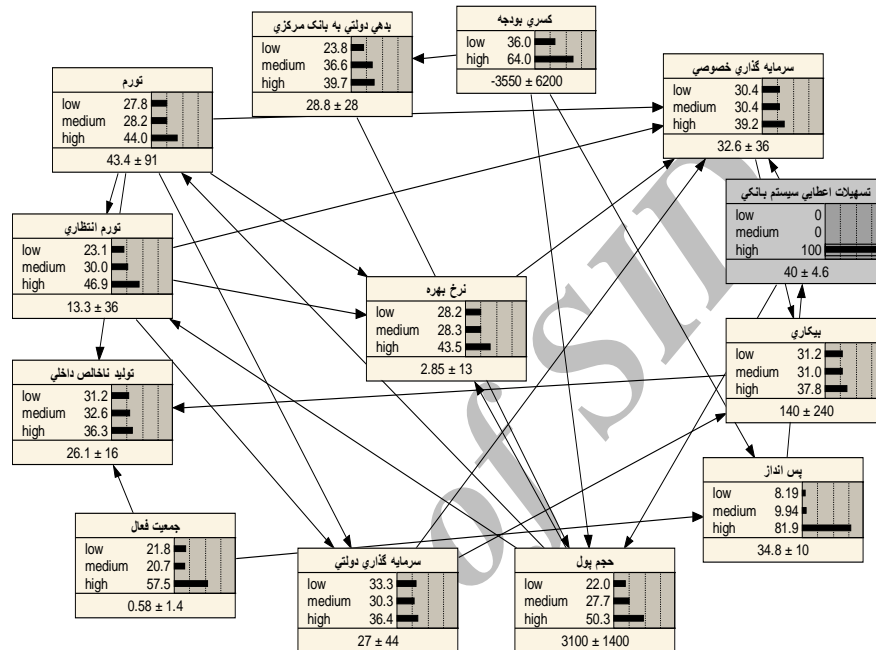 بدهي دولتي به بانک مرکزي
low 23.8
medium 36.6
high 39.7
28.8 ± 28
کسري بودجه
low 36.0
high 64.0
-3550 ± 6200
سرمايه گذاري خصوصي
low 30.4
medium 30.4
high 39.2
32.6 ± 36
تورم
low 27.8
medium 28.2
high 44.0
43.4 ± 91
تسهيلات اعطايي سيستم بانکي
low 0
medium 0
high 100
40 ± 4.6
تورم انتظاري
low 23.1
medium 30.0
high 46.9
13.3 ± 36
نرخ بهره
low 28.2
medium 28.3
high 43.5
2.85 ± 13
بيکاري
low 31.2
medium 31.0
high 37.8
140 ± 240
توليد ناخالص داخلي
low 31.2
medium 32.6
high 36.3
26.1 ± 16
پس انداز
low 8.19
medium 9.94
high 81.9
34.8 ± 10
جمعيت فعال
low 21.8
medium 20.7
high 57.5
0.58 ± 1.4
سرمايه گذاري دولتي
low 33.3
medium 30.3
high 36.4
27 ± 44
حجم پول
low 22.0
medium 27.7
high 50.3
3100 ± 1400
of SID